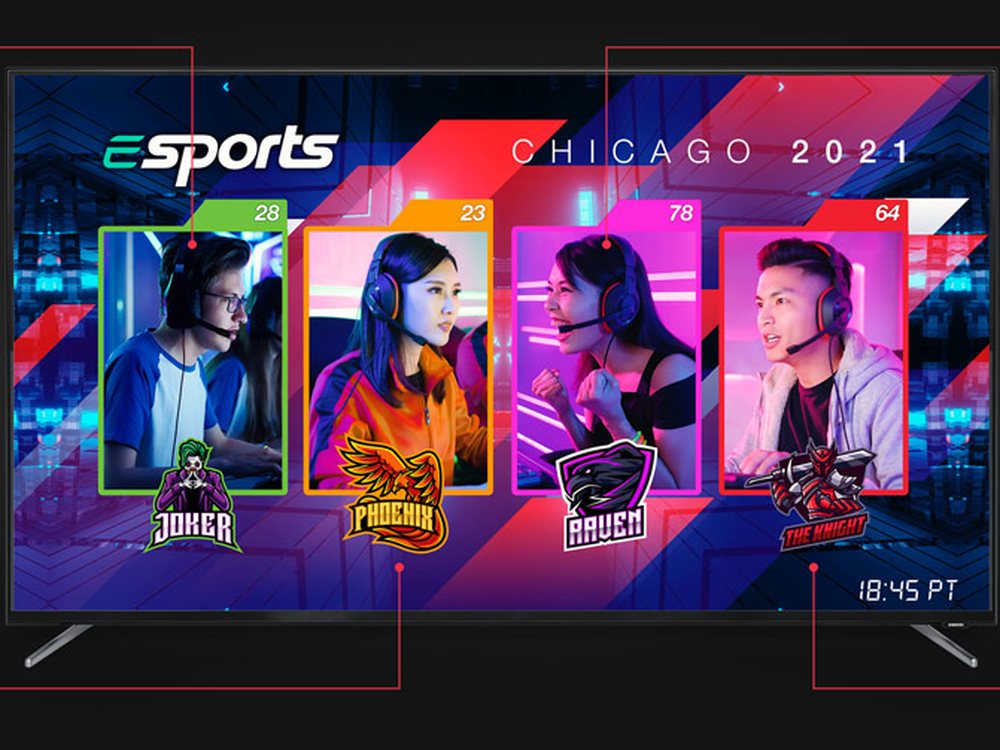 Esports
CHICAGO 2021
28
23
78
64
JOKER
PHOENIX
RAVEN
THE KNIGHT
18:45 PT